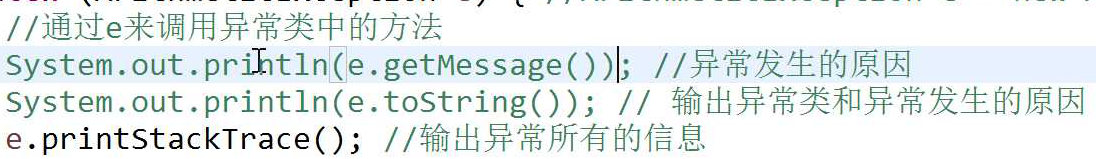 //通过e来调用异常类中的方法
System.out.println(e.getMessage()); //异常发生的原因
System.out.println(e.toString()); // 输出异常类和异常发生的原因
e.printStackTrace(); //输出异常所有的信息